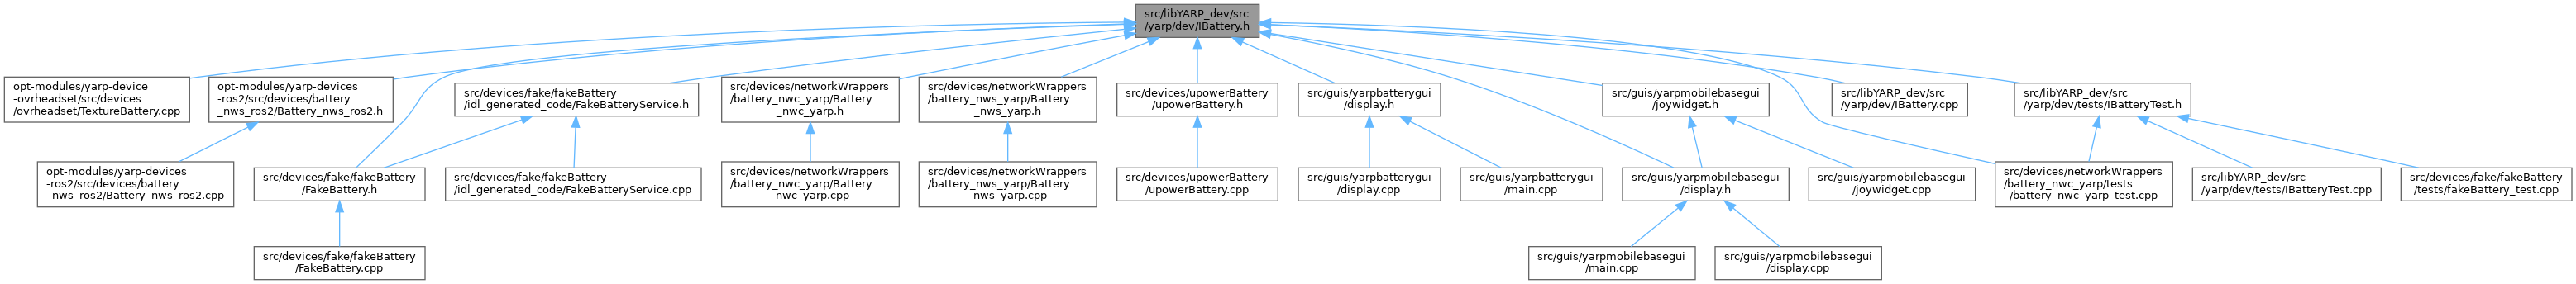 src/libYARP_dev/src
/yarp/dev/IBattery.h
opt-modules/yarp-device
-ovrheadset/src/devices
/ovrheadset/TextureBattery.cpp
opt-modules/yarp-devices
-ros2/src/devices/battery
_nws_ros2/Battery_nws_ros2.h
src/devices/fake/fakeBattery
/idl_generated_code/FakeBatteryService.h
src/devices/networkWrappers
/battery_nwc_yarp/Battery
_nwc_yarp.h
src/devices/networkWrappers
/battery_nws_yarp/Battery
_nws_yarp.h
src/devices/upowerBattery
/upowerBattery.h
src/guis/yarpbatterygui
/display.h
src/guis/yarpmobilebasegui
/joywidget.h
src/libYARP_dev/src
/yarp/dev/IBattery.cpp
src/libYARP_dev/src
/yarp/dev/tests/IBatteryTest.h
opt-modules/yarp-devices
-ros2/src/devices/battery
_nws_ros2/Battery_nws_ros2.cpp
src/devices/fake/fakeBattery
/FakeBattery.h
src/devices/fake/fakeBattery
/idl_generated_code/FakeBatteryService.cpp
src/devices/networkWrappers
/battery_nwc_yarp/Battery
_nwc_yarp.cpp
src/devices/networkWrappers
/battery_nws_yarp/Battery
_nws_yarp.cpp
src/devices/upowerBattery
/upowerBattery.cpp
src/guis/yarpbatterygui
/display.cpp
src/guis/yarpbatterygui
/main.cpp
src/guis/yarpmobilebasegui
/display.h
src/guis/yarpmobilebasegui
/joywidget.cpp
src/devices/networkWrappers
/battery_nwc_yarp/tests
/battery_nwc_yarp_test.cpp
src/libYARP_dev/src
/yarp/dev/tests/IBatteryTest.cpp
src/devices/fake/fakeBattery
/tests/fakeBattery_test.cpp
src/devices/fake/fakeBattery
/FakeBattery.cpp
src/guis/yarpmobilebasegui
/main.cpp
src/guis/yarpmobilebasegui
/display.cpp